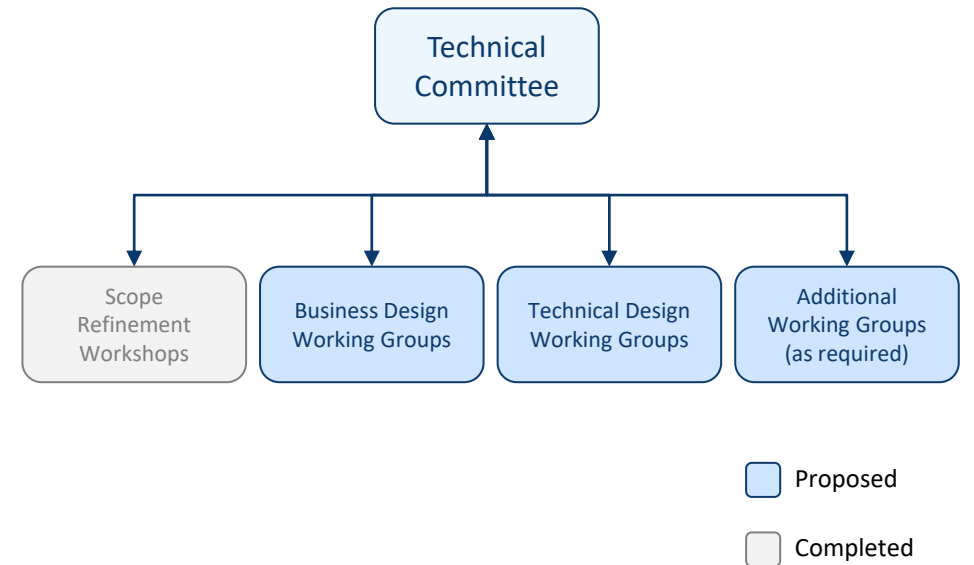 Technical
Committee
Scope
Refinement
Workshops
Business Design
Working Groups
Technical Design
Working Groups
Additional
Working Groups
(as required)
Proposed
Completed